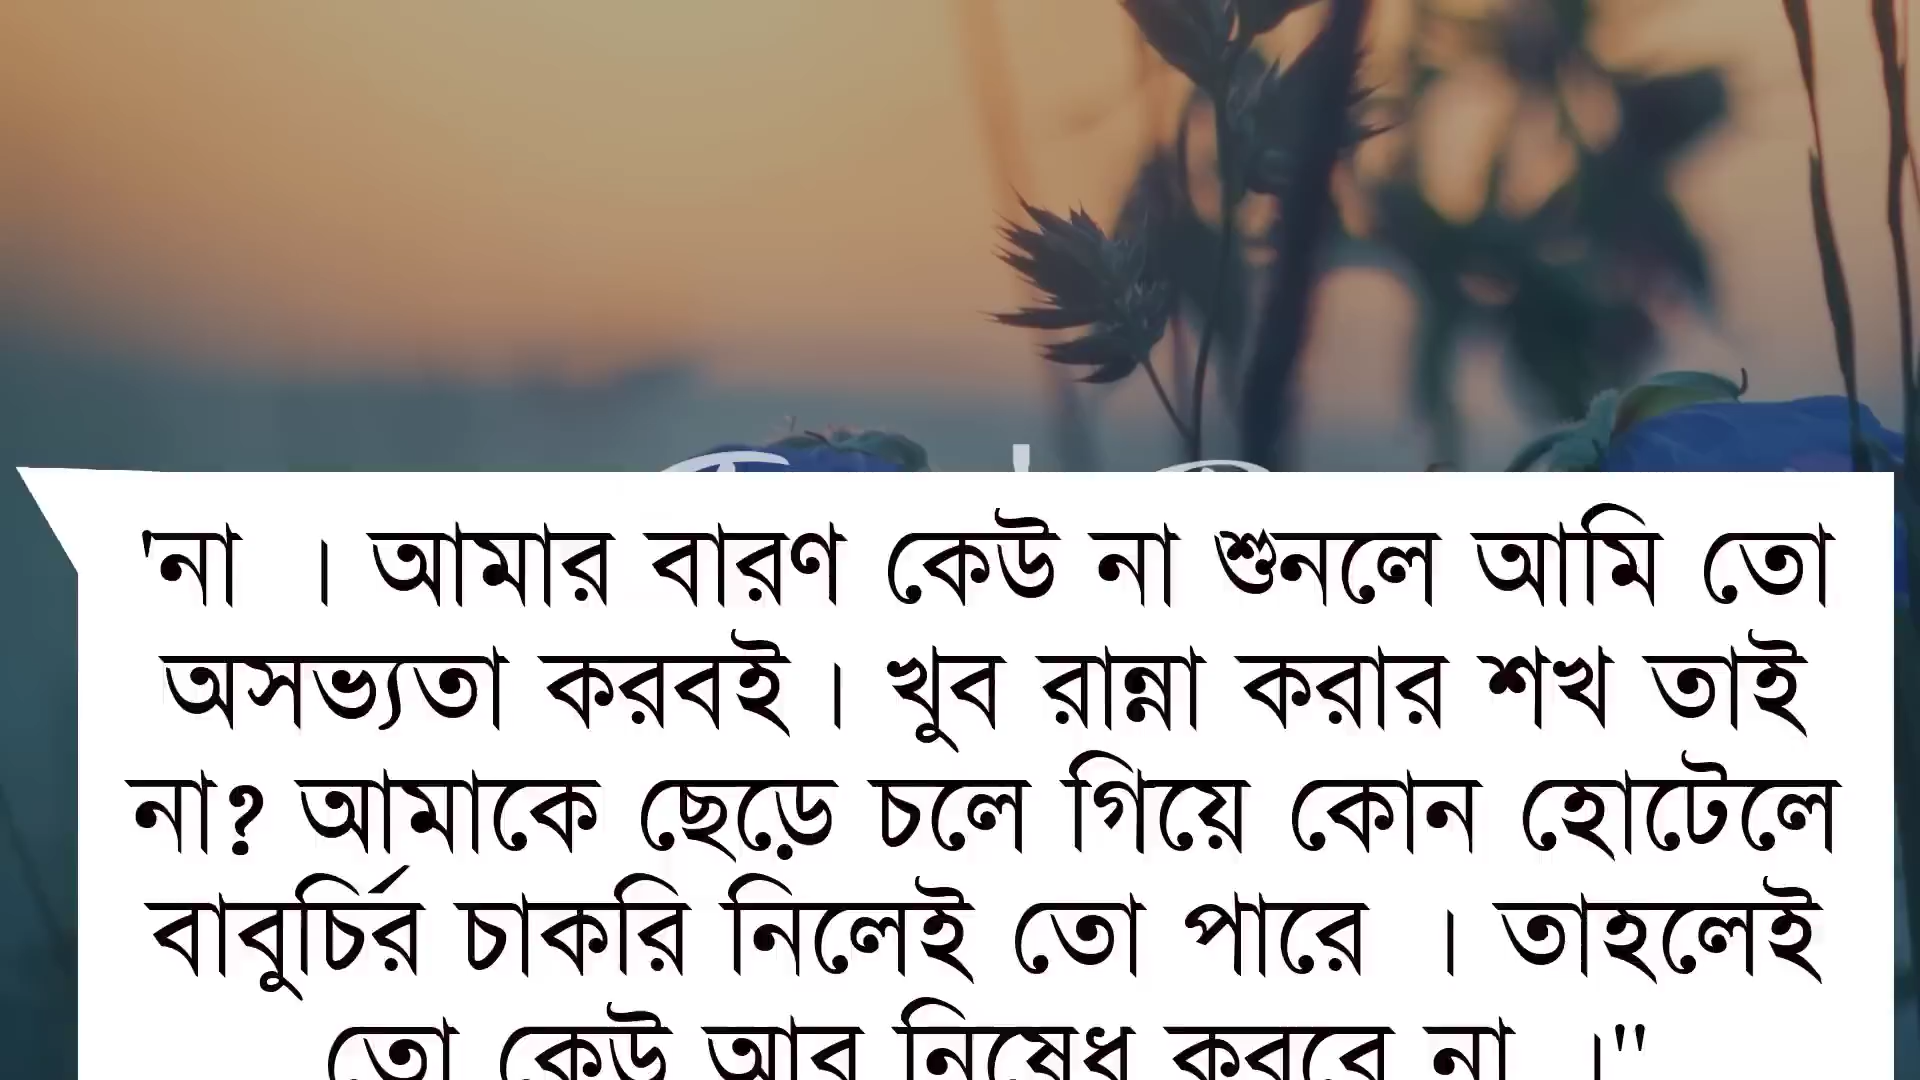 'না । আমার বারণ কেউ না শুনলে আমি তো
অসভ্যতা করবই। খুব রান্না করার শখ তাই
না? আমাকে ছেড়ে চলে গিয়ে কোন হোটেলে
বাবুর্চির চাকরি নিলেই তো পারে । তাহলেই
তো কেউ আর নিষেধ করবে না ।"